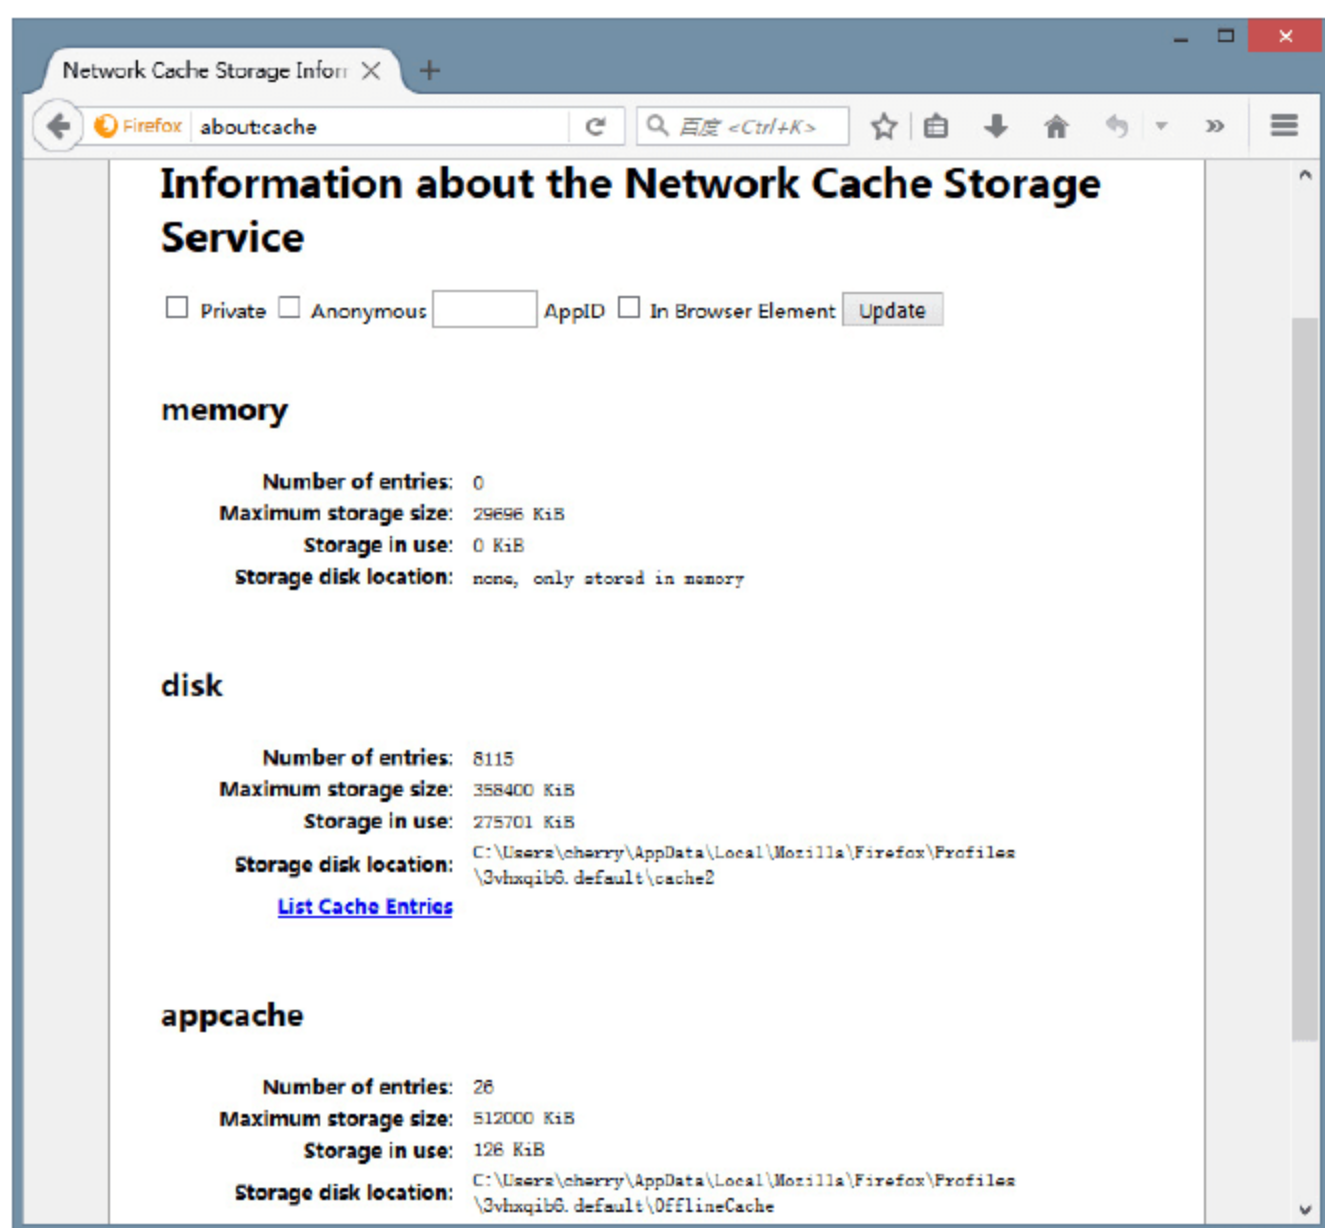 Network Cache Storage Inforr
Firefox about:cache 百度 <Ctrl+K>
Information about the Network Cache Storage
Service
Private Anonymous AppID In Browser Element Update
memory
Number of entries: 0
Maximum storage size: 29696 KiB
Storage in use: 0 KiB
Storage disk location: none, only stored in memory
disk
Number of entries: 8115
Maximum storage size: 358400 KiB
Storage in use: 275701 KiB
Storage disk location: C:\Users\cherry\AppData\Local\Mozilla\Firefox\Profiles
\3vhxqib6.default\cache2
List Cache Entries
appcache
Number of entries: 26
Maximum storage size: 512000 KiB
Storage in use: 126 KiB
Storage disk location: C:\Users\cherry\AppData\Local\Mozilla\Firefox\Profiles
\3vhxqib6.default\OfflineCache